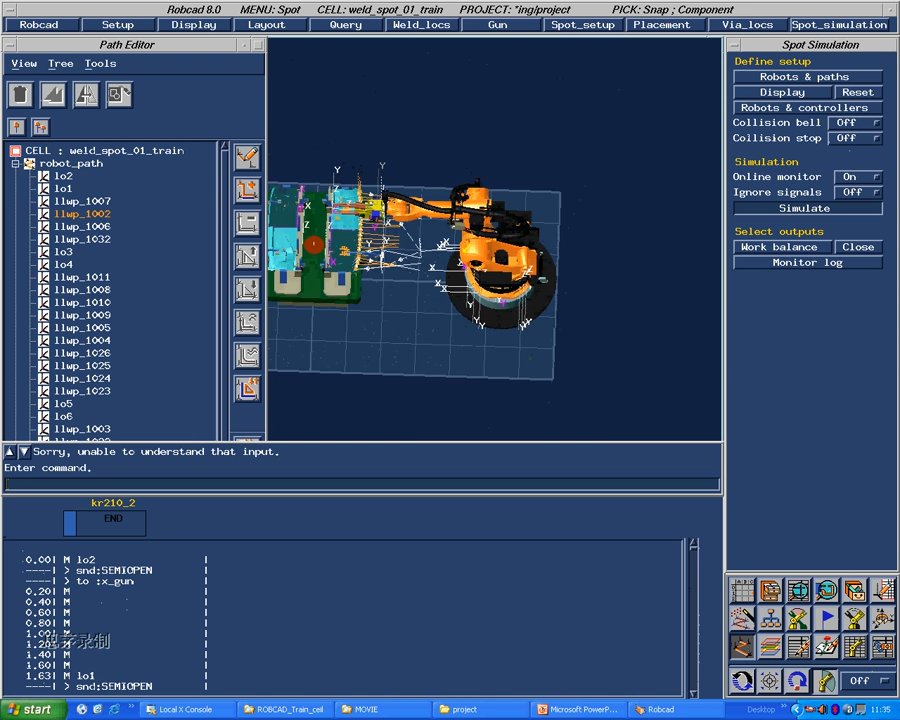 Robcad 8.0 MENU: Spot CELL: weld_spot_01_train PROJECT: *ing/project PICK: Snap ; Component
Robcad Setup Display Layout Query Weld_locs Gun Spot_setup Placement Via_locs Spot_simulation
Path Editor
View Tree Tools
CELL : weld_spot_01_train
robot_path
lo2
lo1
llwp_1007
llwp_1002
llwp_1006
llwp_1032
lo3
lo4
llwp_1011
llwp_1008
llwp_1010
llwp_1009
llwp_1005
llwp_1004
llwp_1026
llwp_1025
llwp_1024
llwp_1023
lo5
lo6
llwp_1003
Spot Simulation
Define setup
Robots & paths
Display Reset
Robots & controllers
Collision bell Off
Collision stop Off
Simulation
Online monitor On
Ignore signals Off
Simulate
Select outputs
Work balance Close
Monitor log
Sorry, unable to understand that input.
Enter command.
kr210_2
END
0.00| M lo2 |
----| > snd:SEMIOPEN |
----| > to :x_gun |
0.20| M |
0.40| M |
0.60| M |
0.80| M |
1.40| M |
1.60| M |
1.63| M lo1 |
----| > snd:SEMIOPEN |
Off
start Local X Console ROBCAD_Train_cell MOVIE project Microsoft PowerP... Robcad Desktop 11:35